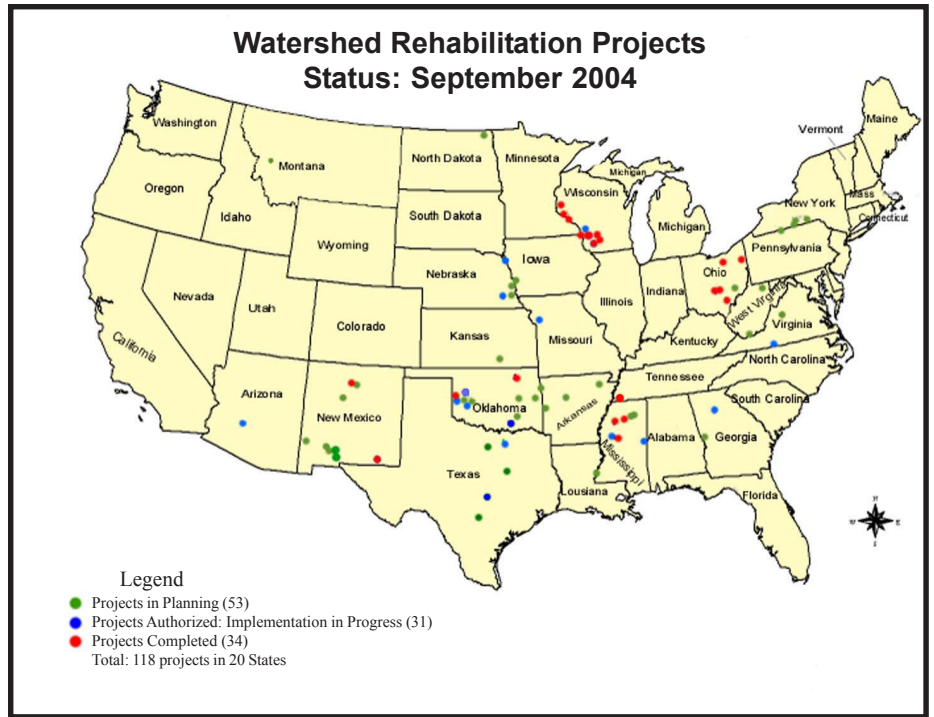 Watershed Rehabilitation Projects
Status: September 2004
Washington
Montana
North Dakota
Minnesota
Michigan
Vermont
Maine
Oregon
Idaho
Wyoming
South Dakota
Wisconsin
Michigan
New York
Mass
Connecticut
Nevada
Utah
Colorado
Nebraska
Iowa
Illinois
Indiana
Ohio
Pennsylvania
California
Kansas
Missouri
Kentucky
West Virginia
Virginia
Arizona
New Mexico
Oklahoma
Arkansas
Tennessee
North Carolina
South Carolina
Texas
Lousiana
Mississippi
Alabama
Georgia
Florida
N
W
E
S
Legend
Projects in Planning (53)
Projects Authorized: Implementation in Progress (31)
Projects Completed (34)
Total: 118 projects in 20 States